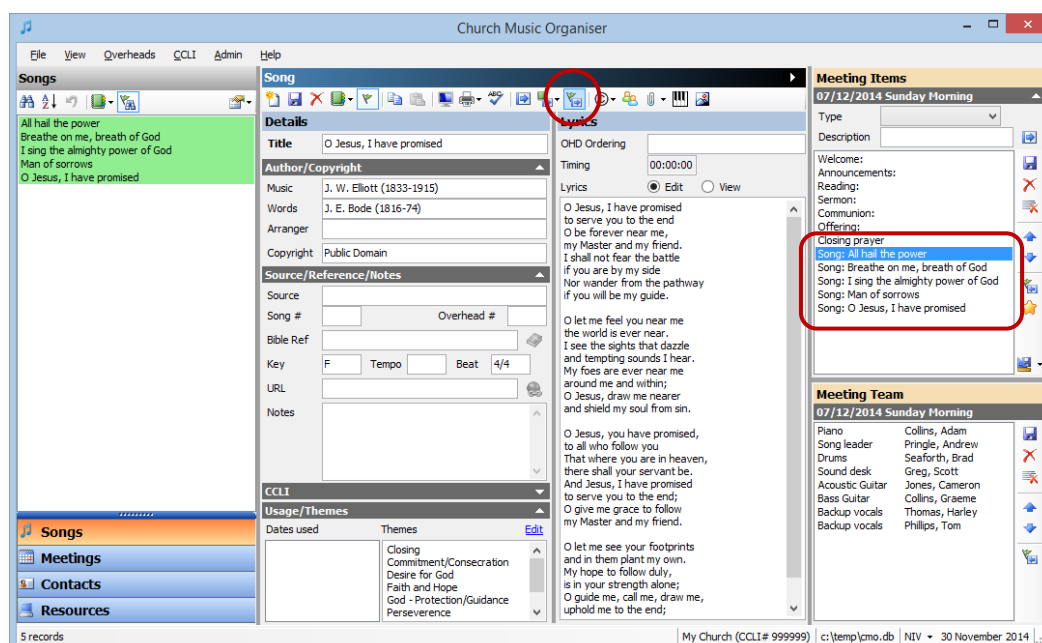 Church Music Organiser
File View Overheads CCLI Admin Help
Songs
All hail the power
Breathe on me, breath of God
I sing the almighty power of God
Man of sorrows
O Jesus, I have promised
Songs
Meetings
Contacts
Resources
Song
Details
Title O Jesus, I have promised
Author/Copyright
Music J. W. Elliott (1833-1915)
Words J. E. Bode (1816-74)
Arranger
Copyright Public Domain
Source/Reference/Notes
Source
Song # Overhead #
Bible Ref
Key F Tempo Beat 4/4
URL
Notes
CCLI
Usage/Themes
Dates used Themes Edit
Closing
Commitment/Consecration
Desire for God
Faith and Hope
God - Protection/Guidance
Perseverence
Lyrics
OHD Ordering
Timing 00:00:00
Lyrics Edit View
O Jesus, I have promised
to serve you to the end
O be forever near me,
my Master and my friend.
I shall not fear the battle
if you are by my side
Nor wander from the pathway
if you will be my guide.
O let me feel you near me
the world is ever near.
I see the sights that dazzle
and tempting sounds I hear.
My foes are ever near me
around me and within;
O Jesus, draw me nearer
and shield my soul from sin.
O Jesus, you have promised,
to all who follow you
That where you are in heaven,
there shall your servant be.
And Jesus, I have promised
to serve you to the end;
O give me grace to follow
my Master and my friend.
O let me see your footprints
and in them plant my own.
My hope to follow duly,
is in your strength alone;
O guide me, call me, draw me,
uphold me to the end;
Meeting Items
07/12/2014 Sunday Morning
Type
Description
Welcome:
Announcements:
Reading:
Sermon:
Communion:
Offering:
Closing prayer
Song: All hail the power
Song: Breathe on me, breath of God
Song: I sing the almighty power of God
Song: Man of sorrows
Song: O Jesus, I have promised
Meeting Team
07/12/2014 Sunday Morning
Piano Collins, Adam
Song leader Pringle, Andrew
Drums Seaforth, Brad
Sound desk Greg, Scott
Acoustic Guitar Jones, Cameron
Bass Guitar Collins, Graeme
Backup vocals Thomas, Harley
Backup vocals Phillips, Tom
5 records My Church (CCLI# 999999) c:\temp\cmo.db NIV 30 November 2014